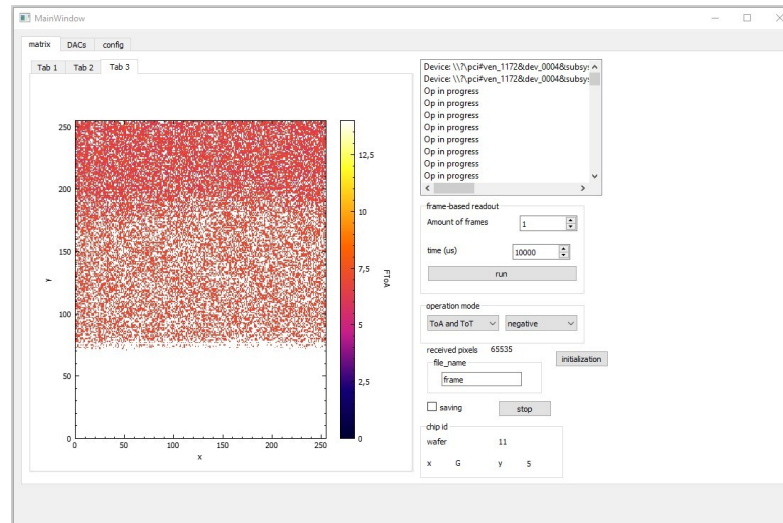 MainWindow
matrix DACs config
Tab 1 Tab 2 Tab 3
250
200
150
100
50
0
0 50 100 150 200 250
x
y
12,5
10
7,5
5
2,5
0
FToA
Device: \\?\pci#ven_1172&dev_0004&subsy
Device: \\?\pci#ven_1172&dev_0004&subsy
Op in progress
Op in progress
Op in progress
Op in progress
Op in progress
Op in progress
Op in progress
Op in progress
frame-based readout
Amount of frames 1
time (us) 10000
run
operation mode
ToA and ToT negative
received pixels 65535
initialization
file_name
frame
saving stop
chip id
wafer 11
x G y 5